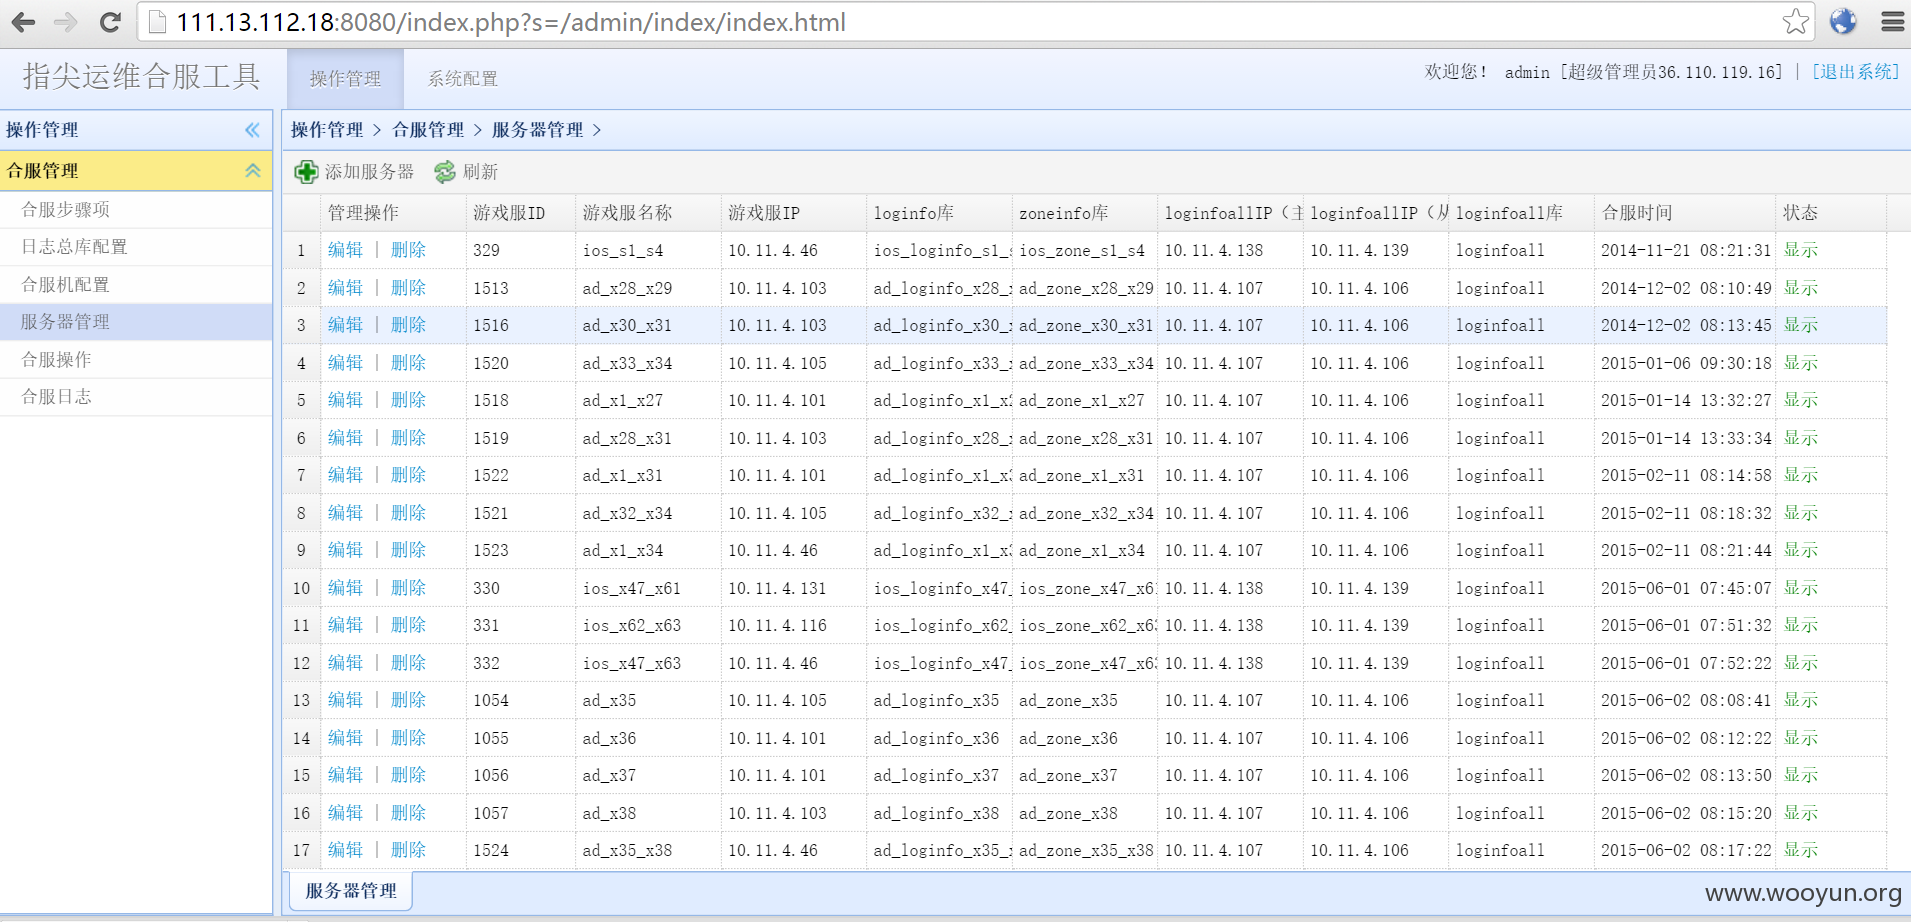 111.13.112.18:8080/index.php?s=/admin/index/index.html
指尖运维合服工具 操作管理 系统配置 欢迎您! admin [超级管理员36.110.119.16] | [退出系统]
操作管理 操作管理 > 合服管理 > 服务器管理 >
合服管理 添加服务器 刷新
合服步骤项
日志总库配置
合服机配置
服务器管理
合服操作
合服日志
管理操作 游戏服ID 游戏服名称 游戏服IP loginfo库 zoneinfo库 loginfoallIP（主 loginfoallIP（从 loginfoall库 合服时间 状态
1 编辑 | 删除 329 ios_s1_s4 10.11.4.46 ios_loginfo_s1_s ios_zone_s1_s4 10.11.4.138 10.11.4.139 loginfoall 2014-11-21 08:21:31 显示
2 编辑 | 删除 1513 ad_x28_x29 10.11.4.103 ad_loginfo_x28_x ad_zone_x28_x29 10.11.4.107 10.11.4.106 loginfoall 2014-12-02 08:10:49 显示
3 编辑 | 删除 1516 ad_x30_x31 10.11.4.103 ad_loginfo_x30_x ad_zone_x30_x31 10.11.4.107 10.11.4.106 loginfoall 2014-12-02 08:13:45 显示
4 编辑 | 删除 1520 ad_x33_x34 10.11.4.105 ad_loginfo_x33_x ad_zone_x33_x34 10.11.4.107 10.11.4.106 loginfoall 2015-01-06 09:30:18 显示
5 编辑 | 删除 1518 ad_x1_x27 10.11.4.101 ad_loginfo_x1_x2 ad_zone_x1_x27 10.11.4.107 10.11.4.106 loginfoall 2015-01-14 13:32:27 显示
6 编辑 | 删除 1519 ad_x28_x31 10.11.4.103 ad_loginfo_x28_x ad_zone_x28_x31 10.11.4.107 10.11.4.106 loginfoall 2015-01-14 13:33:34 显示
7 编辑 | 删除 1522 ad_x1_x31 10.11.4.101 ad_loginfo_x1_x3 ad_zone_x1_x31 10.11.4.107 10.11.4.106 loginfoall 2015-02-11 08:14:58 显示
8 编辑 | 删除 1521 ad_x32_x34 10.11.4.105 ad_loginfo_x32_x ad_zone_x32_x34 10.11.4.107 10.11.4.106 loginfoall 2015-02-11 08:18:32 显示
9 编辑 | 删除 1523 ad_x1_x34 10.11.4.46 ad_loginfo_x1_x3 ad_zone_x1_x34 10.11.4.107 10.11.4.106 loginfoall 2015-02-11 08:21:44 显示
10 编辑 | 删除 330 ios_x47_x61 10.11.4.131 ios_loginfo_x47_ ios_zone_x47_x61 10.11.4.138 10.11.4.139 loginfoall 2015-06-01 07:45:07 显示
11 编辑 | 删除 331 ios_x62_x63 10.11.4.116 ios_loginfo_x62_ ios_zone_x62_x63 10.11.4.138 10.11.4.139 loginfoall 2015-06-01 07:51:32 显示
12 编辑 | 删除 332 ios_x47_x63 10.11.4.46 ios_loginfo_x47_ ios_zone_x47_x63 10.11.4.138 10.11.4.139 loginfoall 2015-06-01 07:52:22 显示
13 编辑 | 删除 1054 ad_x35 10.11.4.105 ad_loginfo_x35 ad_zone_x35 10.11.4.107 10.11.4.106 loginfoall 2015-06-02 08:08:41 显示
14 编辑 | 删除 1055 ad_x36 10.11.4.101 ad_loginfo_x36 ad_zone_x36 10.11.4.107 10.11.4.106 loginfoall 2015-06-02 08:12:22 显示
15 编辑 | 删除 1056 ad_x37 10.11.4.101 ad_loginfo_x37 ad_zone_x37 10.11.4.107 10.11.4.106 loginfoall 2015-06-02 08:13:50 显示
16 编辑 | 删除 1057 ad_x38 10.11.4.103 ad_loginfo_x38 ad_zone_x38 10.11.4.107 10.11.4.106 loginfoall 2015-06-02 08:15:20 显示
17 编辑 | 删除 1524 ad_x35_x38 10.11.4.46 ad_loginfo_x35_x ad_zone_x35_x38 10.11.4.107 10.11.4.106 loginfoall 2015-06-02 08:17:22 显示
服务器管理
www.wooyun.org